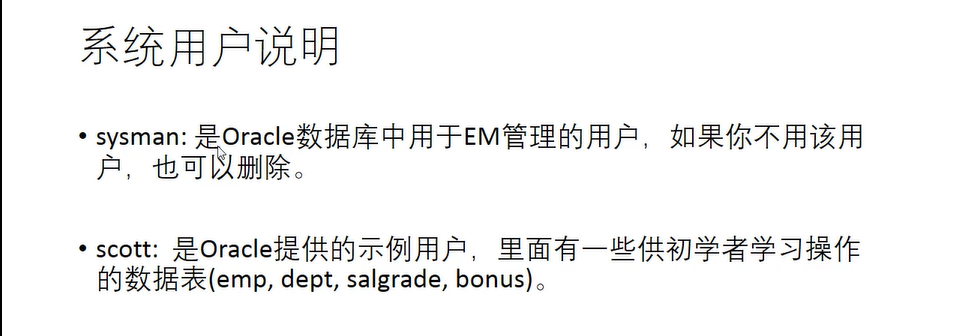 系统用户说明
• sysman: 是Oracle数据库中用于EM管理的用户，如果你不用该用
户，也可以删除。
• scott: 是Oracle提供的示例用户，里面有一些供初学者学习操作
的数据表(emp, dept, salgrade, bonus)。